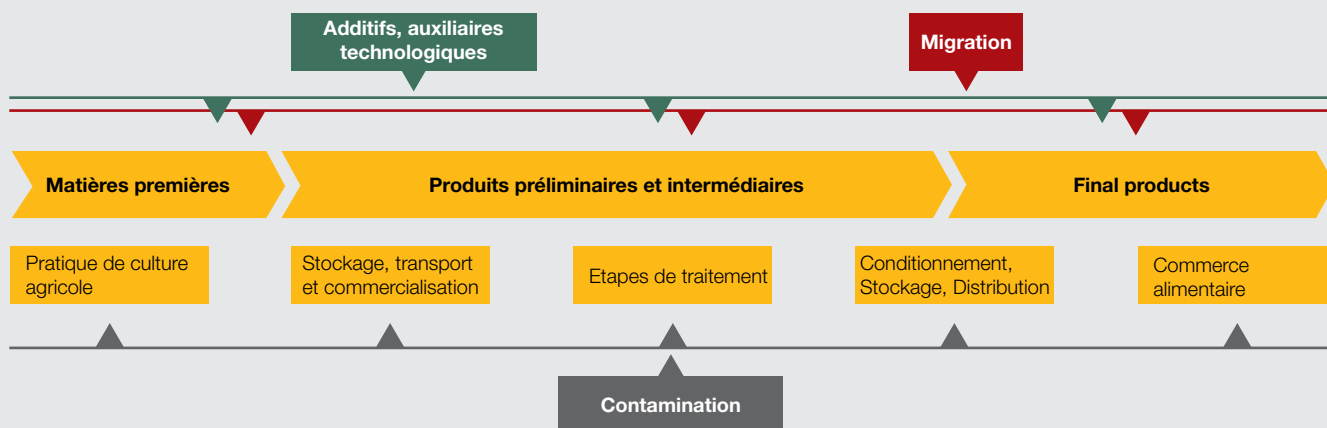 Additifs, auxiliaires
technologiques
Migration
Matières premières
Produits préliminaires et intermédiaires
Final products
Pratique de culture
agricole
Stockage, transport
et commercialisation
Etapes de traitement
Conditionnement,
Stockage, Distribution
Commerce
alimentaire
Contamination